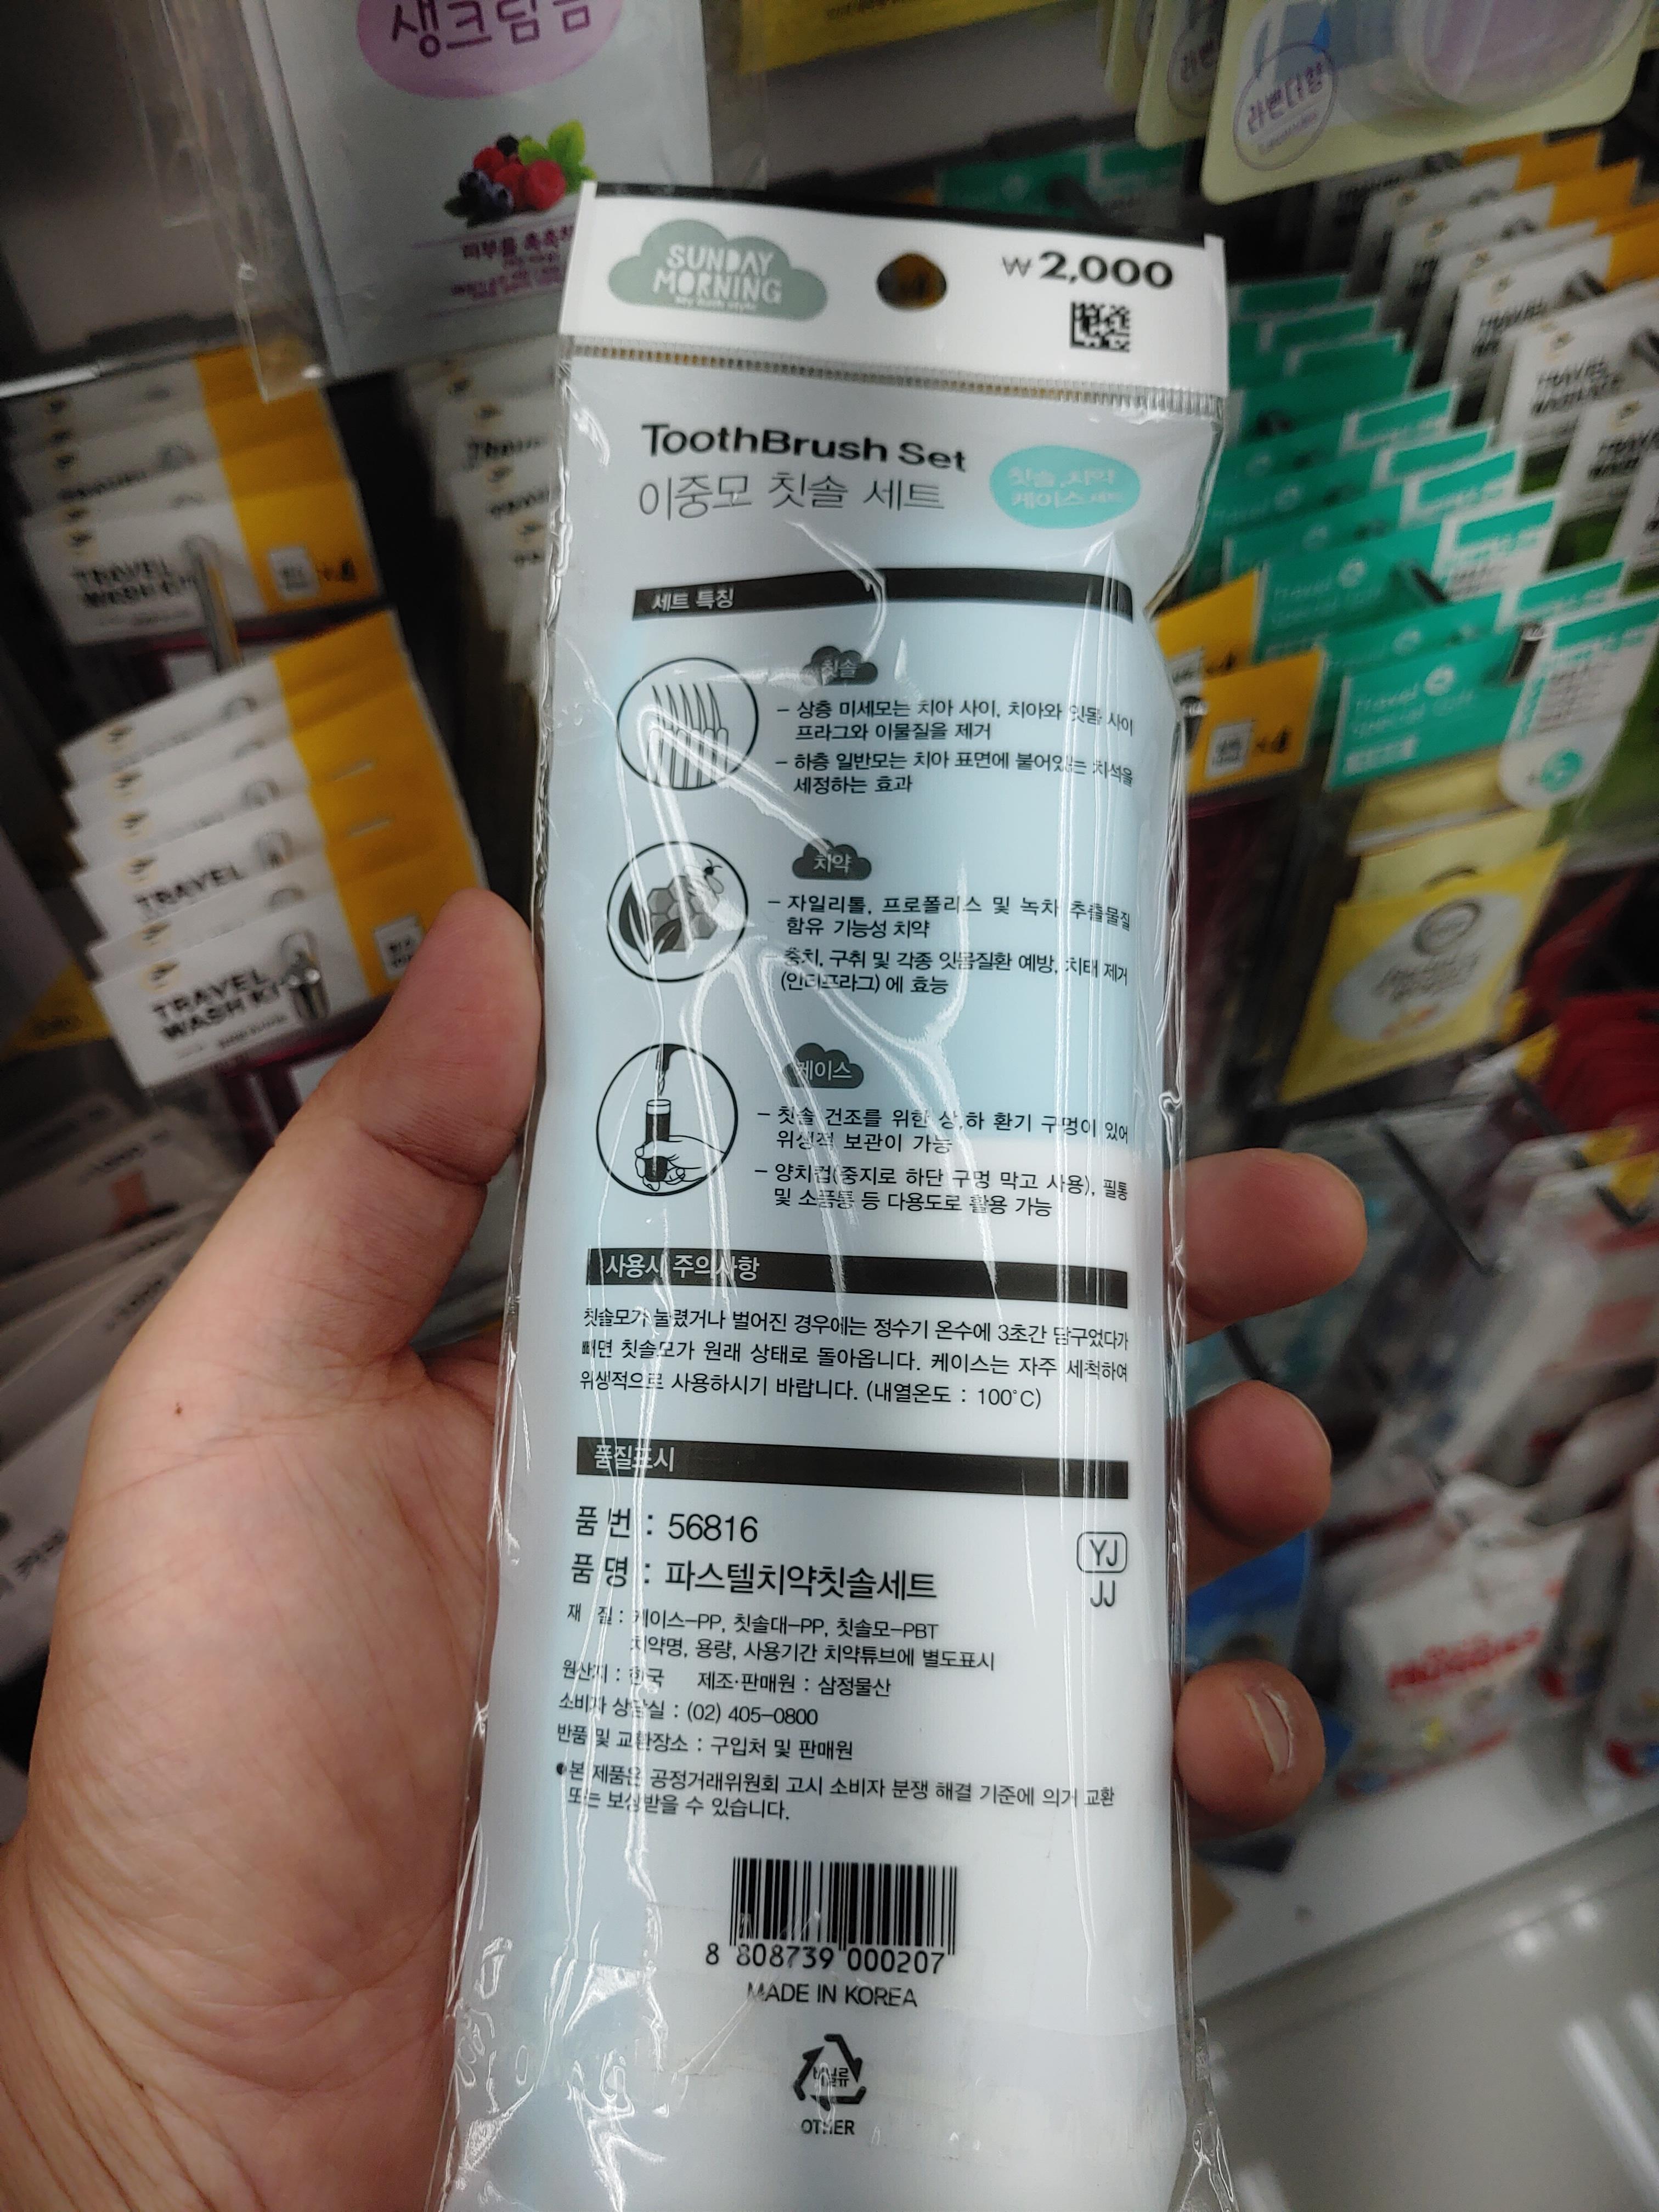 생크림
라벤더향
SUNDAY
MORNING
₩2,000
ToothBrush Set
이중모 칫솔 세트
칫솔, 치약
세트 특징
칫솔
– 상층 미세모는 치아 사이, 치아와 잇몸 사이
프라그와 이물질을 제거
– 하층 일반모는 치아 표면에 붙어있는 치석을
세정하는 효과
치약
– 자일리톨, 프로폴리스 및 녹차 추출물질
함유 기능성 치약
충치, 구취 및 각종 잇몸질환 예방, 치태 제거
(안티프라그) 에 효능
케이스
– 칫솔 건조를 위한 상,하 환기 구멍이 있어
위생적 보관이 가능
– 양치컵(중지로 하단 구멍 막고 사용), 필통
및 소품통 등 다용도로 활용 가능
사용시 주의사항
칫솔모가 눌렸거나 벌어진 경우에는 정수기 온수에 3초간 담구었다가
빼면 칫솔모가 원래 상태로 돌아옵니다. 케이스는 자주 세척하여
위생적으로 사용하시기 바랍니다. (내열온도 : 100°C)
품질표시
품 번 : 56816
품 명 : 파스텔치약칫솔세트
YJ
JJ
재 질 : 케이스–PP, 칫솔대–PP, 칫솔모–PBT
치약명, 용량, 사용기간 치약튜브에 별도표시
원산지 : 한국 제조·판매원 : 삼정물산
소비자 상담실 : (02) 405–0800
반품 및 교환장소 : 구입처 및 판매원
●본 제품은 공정거래위원회 고시 소비자 분쟁 해결 기준에 의거 교환
또는 보상받을 수 있습니다.
8 808739 000207
MADE IN KOREA
비닐류
OTHER
TRAVEL
WASH KIT
TRAVEL
TRAVEL
WASH KIT
Travel